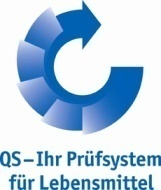 QS – Ihr Prüfsystem
für Lebensmittel